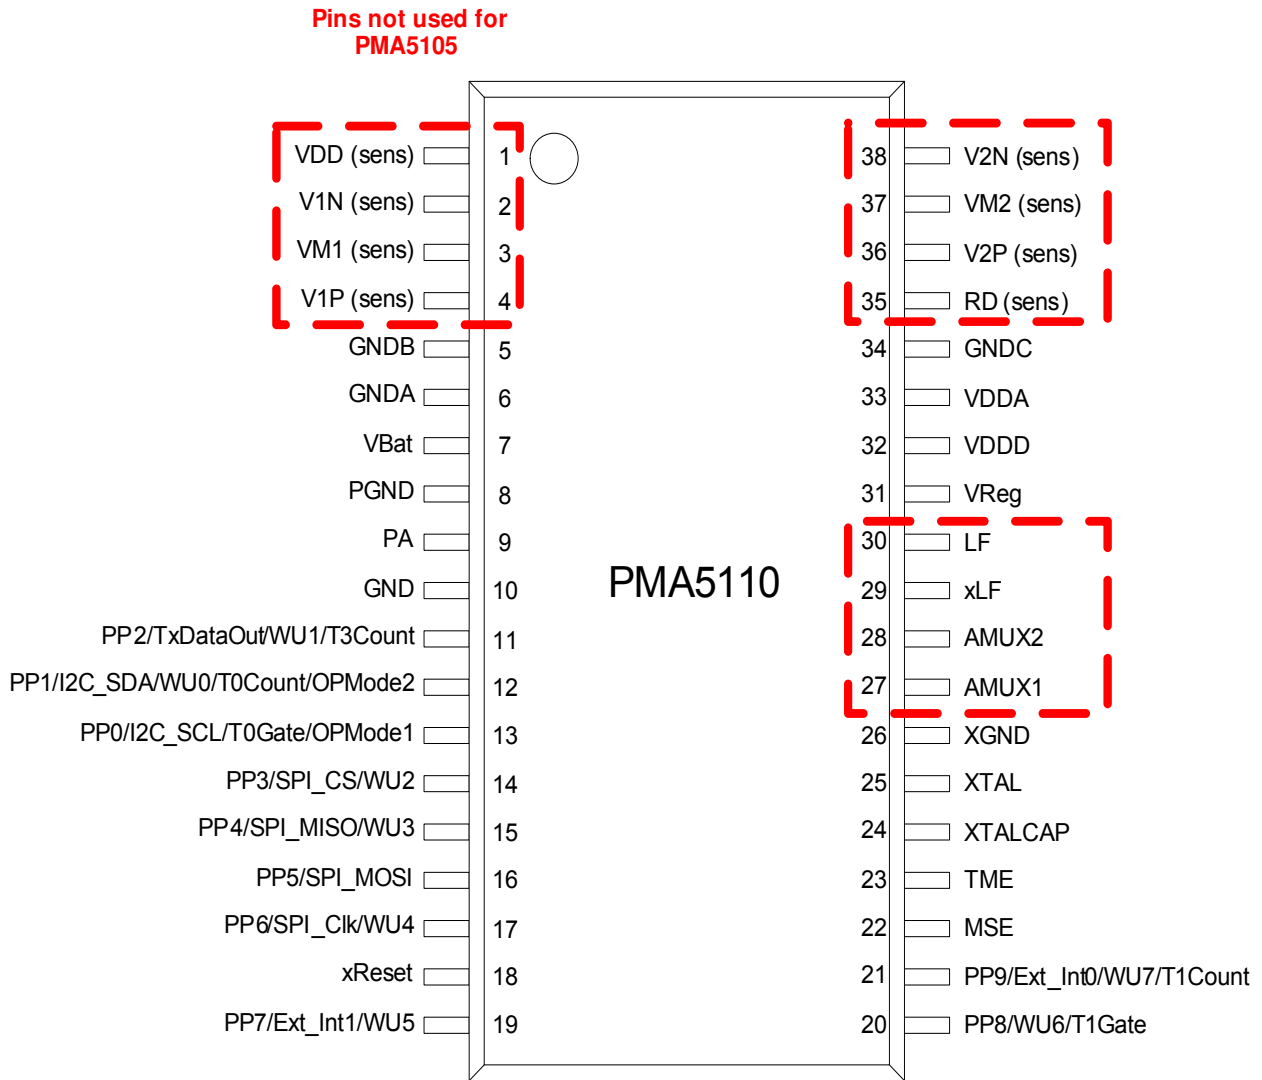 Pins not used for
PMA5105
VDD (sens) 1
V1N (sens) 2
VM1 (sens) 3
V1P (sens) 4
GNDB 5
GNDA 6
VBat 7
PGND 8
PA 9
GND 10
PP2/TxDataOut/WU1/T3Count 11
PP1/I2C_SDA/WU0/T0Count/OPMode2 12
PP0/I2C_SCL/T0Gate/OPMode1 13
PP3/SPI_CS/WU2 14
PP4/SPI_MISO/WU3 15
PP5/SPI_MOSI 16
PP6/SPI_Clk/WU4 17
xReset 18
PP7/Ext_Int1/WU5 19
PMA5110
38 V2N (sens)
37 VM2 (sens)
36 V2P (sens)
35 RD (sens)
34 GNDC
33 VDDA
32 VDDD
31 VReg
30 LF
29 xLF
28 AMUX2
27 AMUX1
26 XGND
25 XTAL
24 XTALCAP
23 TME
22 MSE
21 PP9/Ext_Int0/WU7/T1Count
20 PP8/WU6/T1Gate